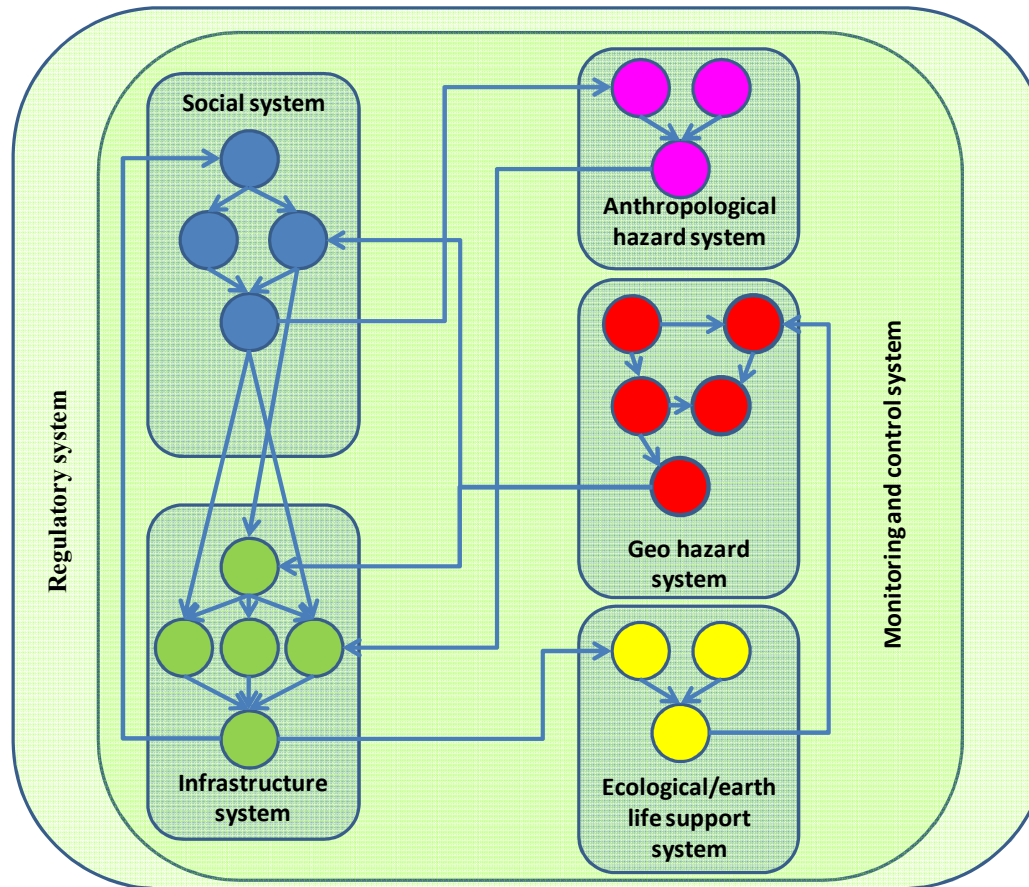 Social system
Anthropological
hazard system
Regulatory system
Monitoring and control system
Geo hazard
system
Infrastructure
system
Ecological/earth
life support
system